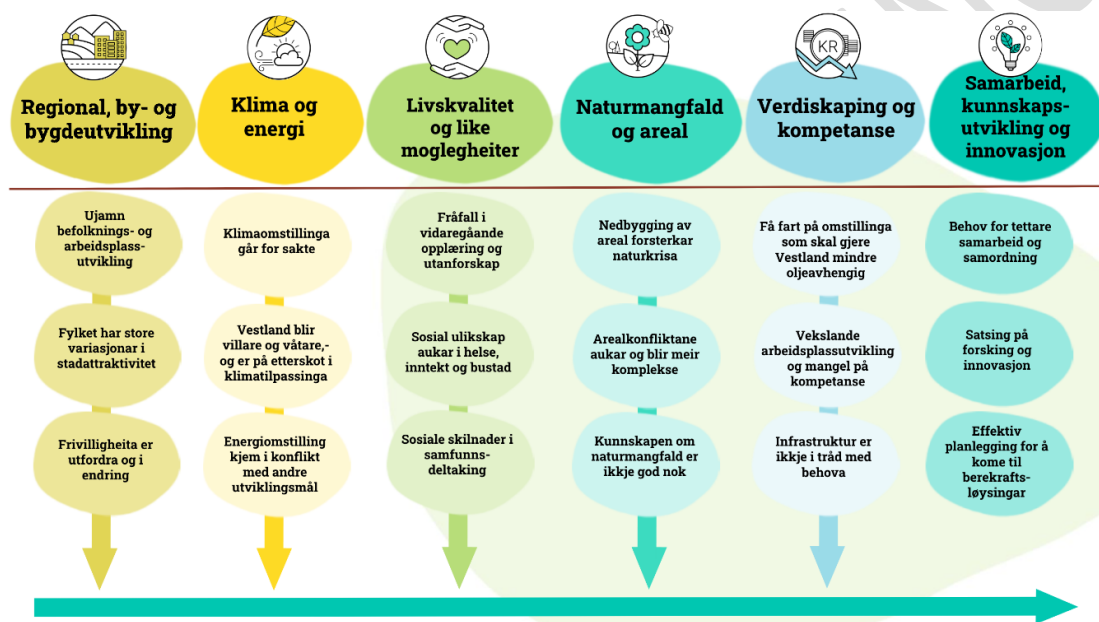 KR
Regional, by- og
bygdeutvikling
Klima og
energi
Livskvalitet
og like
moglegheiter
Naturmangfald
og areal
Verdiskaping og
kompetanse
Samarbeid,
kunnskaps-
utvikling og
innovasjon
Ujamn
befolknings- og
arbeidsplass-
utvikling
Klimaomstillinga
går for sakte
Fråfall i
vidaregåande
opplæring og
utanforskap
Nedbygging av
areal forsterkar
naturkrisa
Få fart på omstillinga
som skal gjere
Vestland mindre
oljeavhengig
Behov for tettare
samarbeid og
samordning
Fylket har store
variasjonar i
stadattraktivitet
Vestland blir
villare og våtare,-
og er på etterskot i
klimatilpassinga
Sosial ulikskap
aukar i helse,
inntekt og bustad
Arealkonfliktane
aukar og blir meir
komplekse
Vekslande
arbeidsplassutvikling
og mangel på
kompetanse
Satsing på
forsking og
innovasjon
Frivilligheita er
utfordra og i
endring
Energiomstilling
kjem i konflikt
med andre
utviklingsmål
Sosiale skilnader i
samfunns-
deltaking
Kunnskapen om
naturmangfald er
ikkje god nok
Infrastruktur er
ikkje i tråd med
behova
Effektiv
planlegging for å
kome til
berekrafts-
løysingar